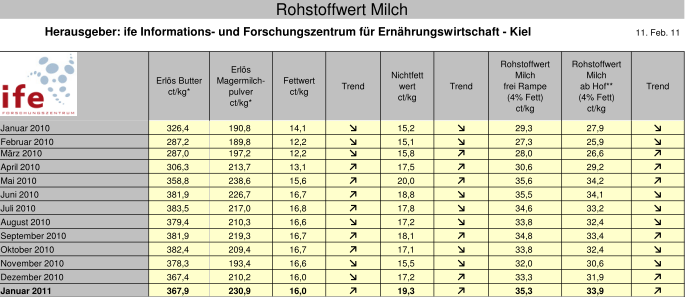 Rohstoffwert Milch
Herausgeber: ife Informations- und Forschungszentrum für Ernährungswirtschaft - Kiel 11. Feb. 11
ife FORSCHUNGSZENTRUM Erlös Butter ct/kg* Erlös Magermilch-pulver ct/kg* Fettwert ct/kg Trend Nichtfett wert ct/kg Trend Rohstoffwert Milch frei Rampe (4% Fett) ct/kg Rohstoffwert Milch ab Hof** (4% Fett) ct/kg Trend
Januar 2010 326,4 190,8 14,1 ↘ 15,2 ↘ 29,3 27,9 ↘
Februar 2010 287,2 189,8 12,2 ↘ 15,1 ↘ 27,3 25,9 ↘
März 2010 287,0 197,2 12,2 ↘ 15,8 ↗ 28,0 26,6 ↗
April 2010 306,3 213,7 13,1 ↗ 17,5 ↗ 30,6 29,2 ↗
Mai 2010 358,8 238,6 15,6 ↗ 20,0 ↗ 35,6 34,2 ↗
Juni 2010 381,9 226,7 16,7 ↗ 18,8 ↘ 35,5 34,1 ↘
Juli 2010 383,5 217,0 16,8 ↗ 17,8 ↘ 34,6 33,2 ↘
August 2010 379,4 210,3 16,6 ↘ 17,2 ↘ 33,8 32,4 ↘
September 2010 381,9 219,3 16,7 ↗ 18,1 ↗ 34,8 33,4 ↗
Oktober 2010 382,4 209,4 16,7 ↗ 17,1 ↘ 33,8 32,4 ↘
November 2010 378,3 193,4 16,6 ↘ 15,5 ↘ 32,0 30,6 ↘
Dezember 2010 367,4 210,2 16,0 ↘ 17,2 ↗ 33,3 31,9 ↗
Januar 2011 367,9 230,9 16,0 ↗ 19,3 ↗ 35,3 33,9 ↗